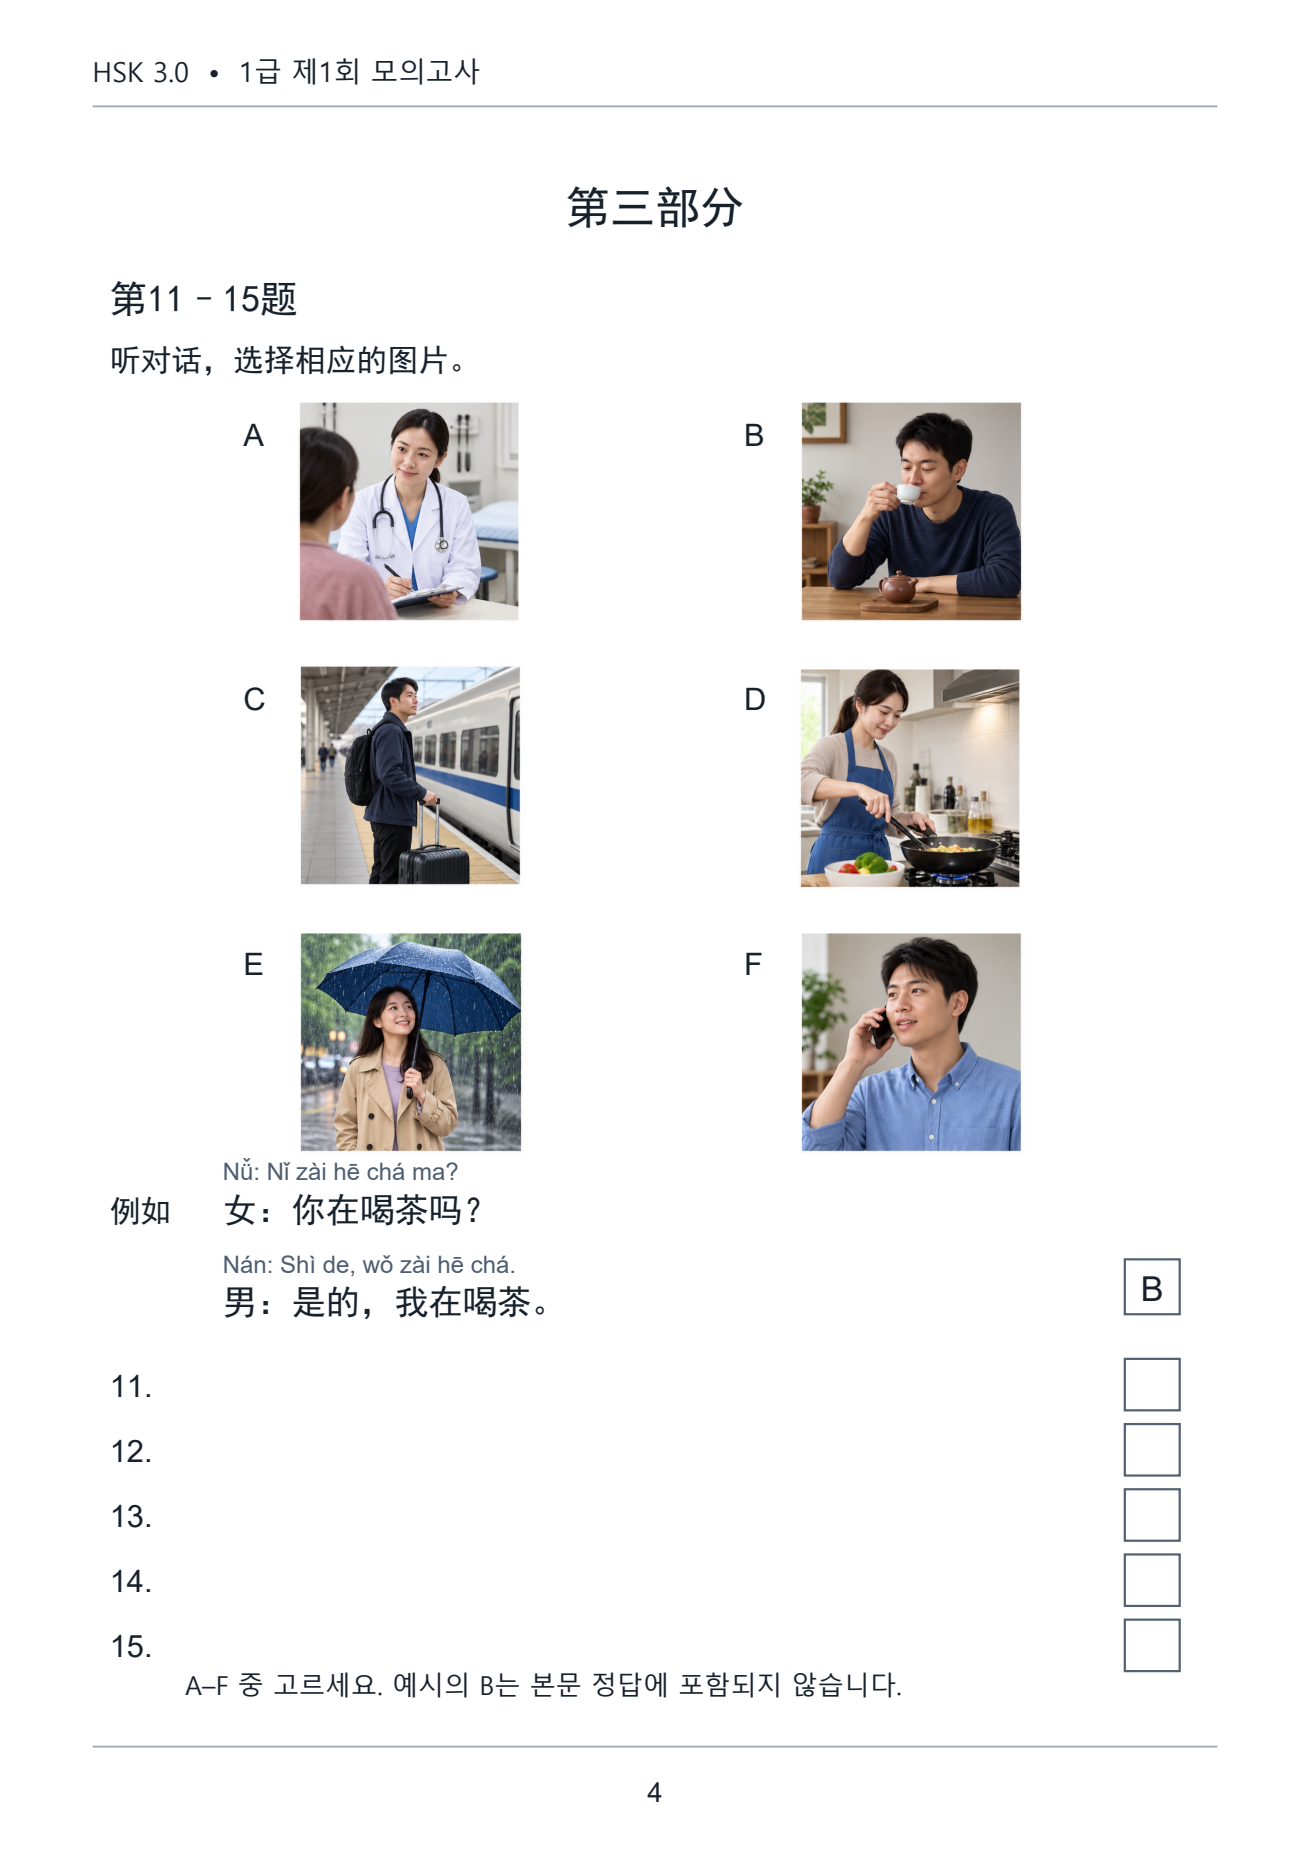 HSK 3.0 • 1급 제1회 모의고사
第三部分
第11–15题
听对话，选择相应的图片。
A
B
C
D
E
F
Nǚ: Nǐ zài hē chá ma?
例如 女：你在喝茶吗？
Nán: Shì de, wǒ zài hē chá.
男：是的，我在喝茶。
B
11.
12.
13.
14.
15.
A–F 중 고르세요. 예시의 B는 본문 정답에 포함되지 않습니다.
4